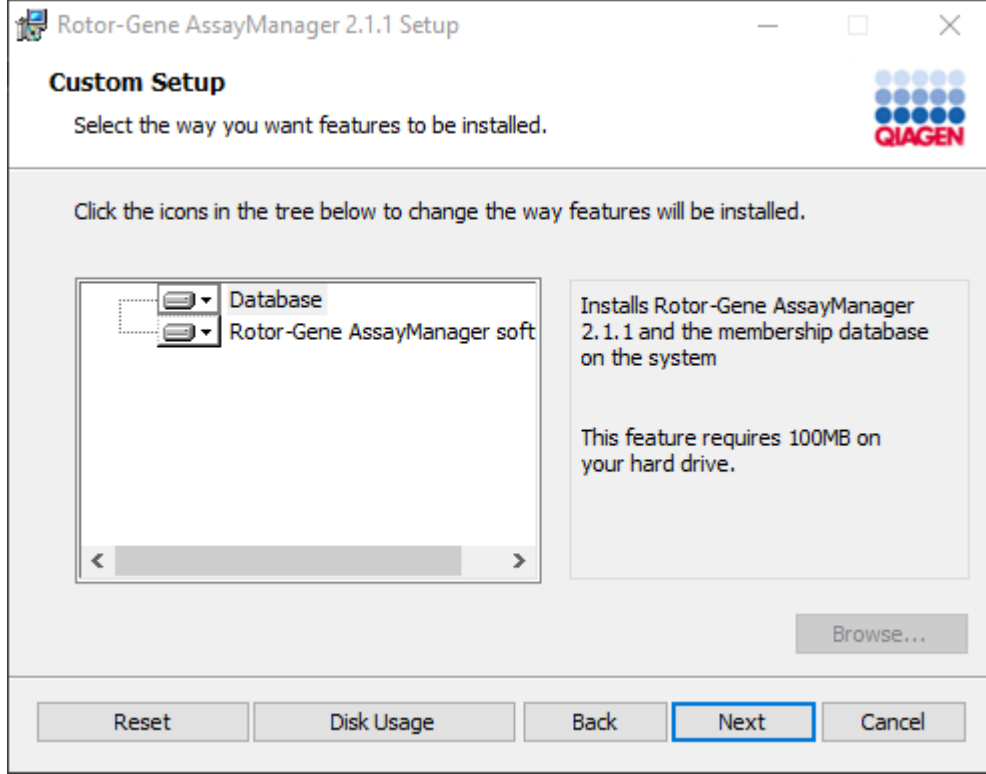 Rotor-Gene AssayManager 2.1.1 Setup
Custom Setup
Select the way you want features to be installed.
QIAGEN
Click the icons in the tree below to change the way features will be installed.
Database
Rotor-Gene AssayManager soft
Installs Rotor-Gene AssayManager
2.1.1 and the membership database
on the system
This feature requires 100MB on
your hard drive.
Browse...
Reset
Disk Usage
Back
Next
Cancel